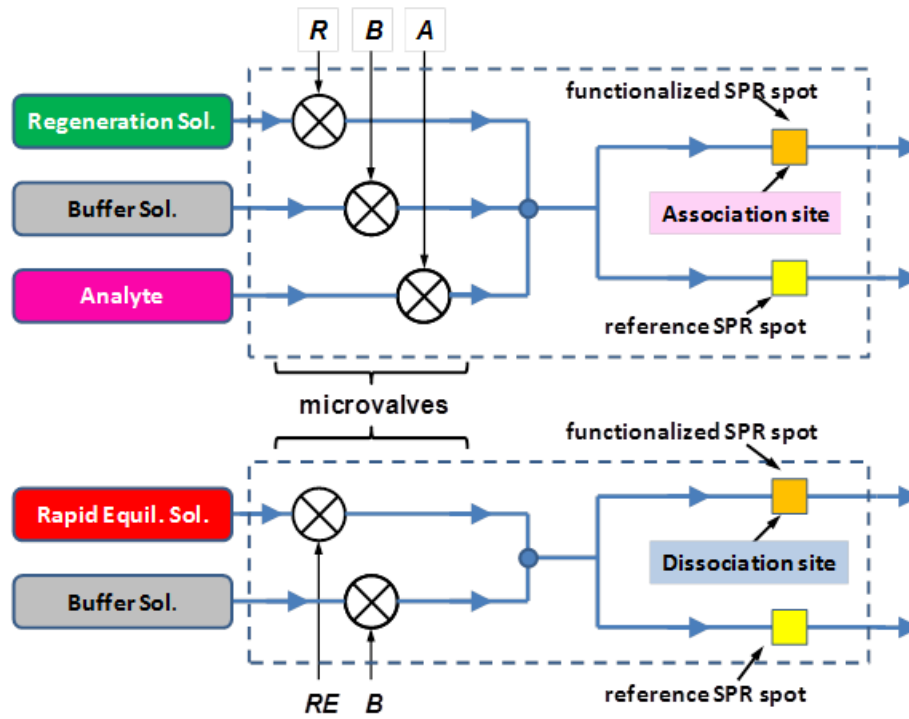 R B A
functionalized SPR spot
Regeneration Sol.
Buffer Sol.
Association site
Analyte
reference SPR spot
microvalves
functionalized SPR spot
Rapid Equil. Sol.
Dissociation site
Buffer Sol.
reference SPR spot
RE B